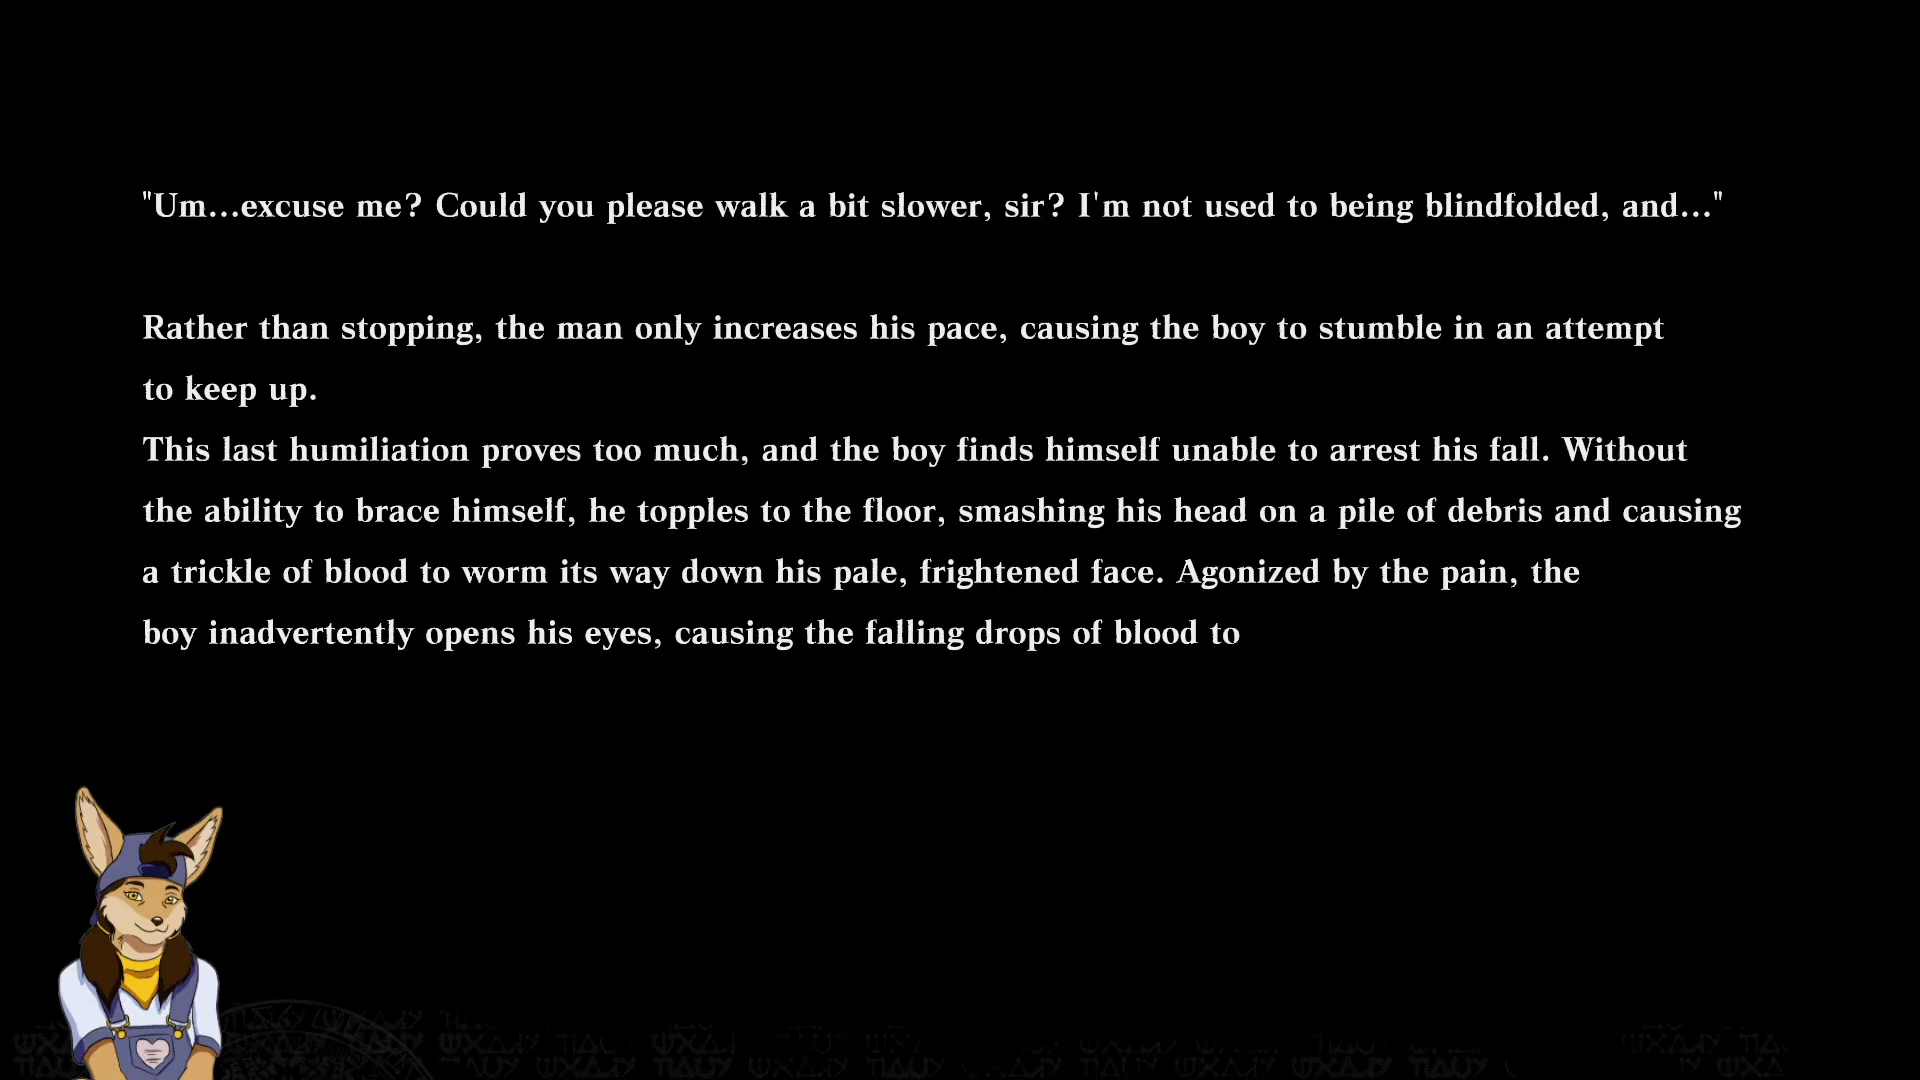 "Um...excuse me? Could you please walk a bit slower, sir? I'm not used to being blindfolded, and..."
Rather than stopping, the man only increases his pace, causing the boy to stumble in an attempt
to keep up.
This last humiliation proves too much, and the boy finds himself unable to arrest his fall. Without
the ability to brace himself, he topples to the floor, smashing his head on a pile of debris and causing
a trickle of blood to worm its way down his pale, frightened face. Agonized by the pain, the
boy inadvertently opens his eyes, causing the falling drops of blood to